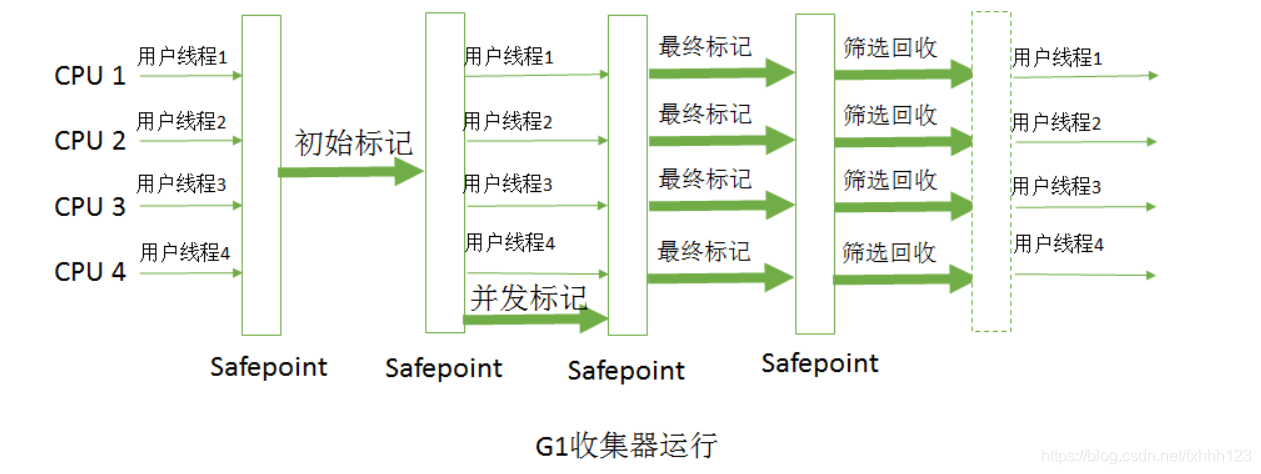 CPU 1 用户线程1 用户线程1 最终标记 筛选回收 用户线程1
CPU 2 用户线程2 用户线程2 最终标记 筛选回收 用户线程2
初始标记
CPU 3 用户线程3 用户线程3 最终标记 筛选回收 用户线程3
CPU 4 用户线程4 用户线程4 最终标记 筛选回收 用户线程4
并发标记
Safepoint Safepoint Safepoint Safepoint
G1收集器运行
https://blog.csdn.net/fxhhh123